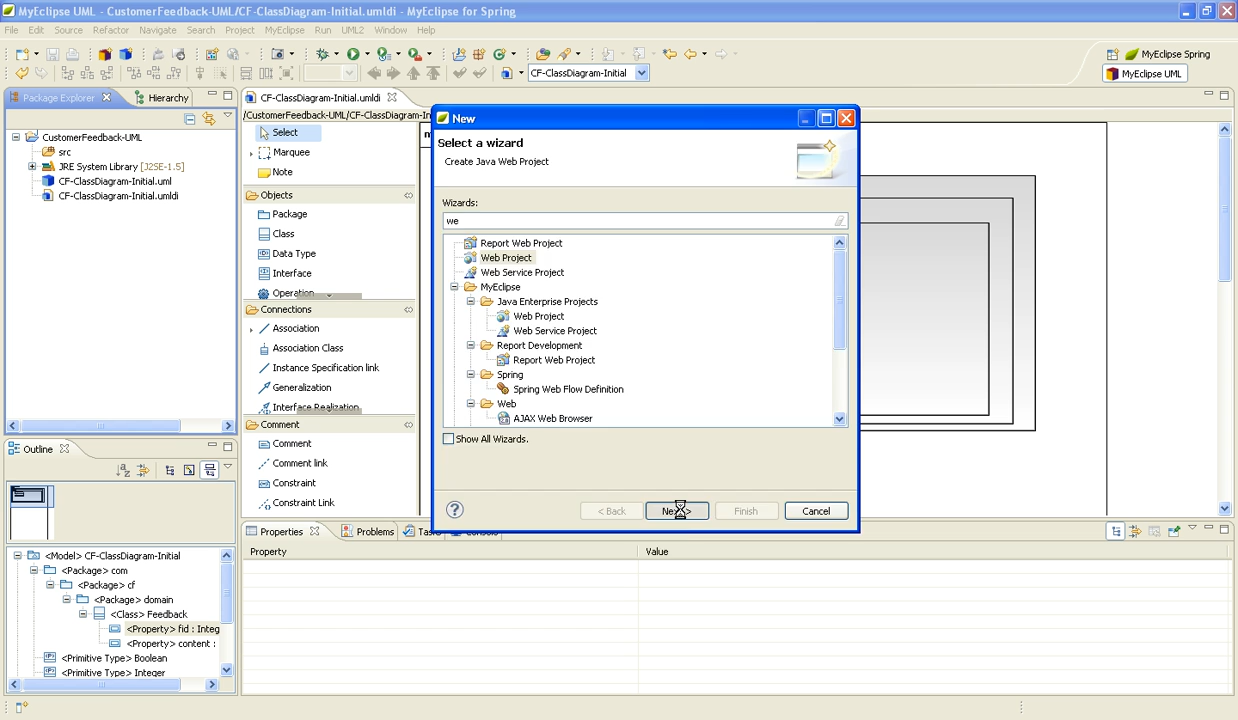 MyEclipse UML - CustomerFeedback-UML/CF-ClassDiagram-Initial.umldi - MyEclipse for Spring
File Edit Source Refactor Navigate Search Project MyEclipse Run UML2 Window Help
MyEclipse Spring
CF-ClassDiagram-Initial
MyEclipse UML
Package Explorer
Hierarchy
CustomerFeedback-UML
src
JRE System Library [J2SE-1.5]
CF-ClassDiagram-Initial.uml
CF-ClassDiagram-Initial.umldi
CF-ClassDiagram-Initial.umldi
/CustomerFeedback-UML/CF-ClassDiagram-In
Select
Marquee
Note
Objects
Package
Class
Data Type
Interface
Operation
Connections
Association
Association Class
Instance Specification link
Generalization
Interface Realization
Comment
Comment
Comment link
Constraint
Constraint Link
New
Select a wizard
Create Java Web Project
Wizards:
we
Report Web Project
Web Project
Web Service Project
MyEclipse
Java Enterprise Projects
Web Project
Web Service Project
Report Development
Report Web Project
Spring
Spring Web Flow Definition
Web
AJAX Web Browser
Show All Wizards.
< Back
Next >
Finish
Cancel
Outline
<Model> CF-ClassDiagram-Initial
<Package> com
<Package> cf
<Package> domain
<Class> Feedback
<Property> fid : Integ
<Property> content :
<Primitive Type> Boolean
<Primitive Type> Integer
Properties
Problems
Property
Value